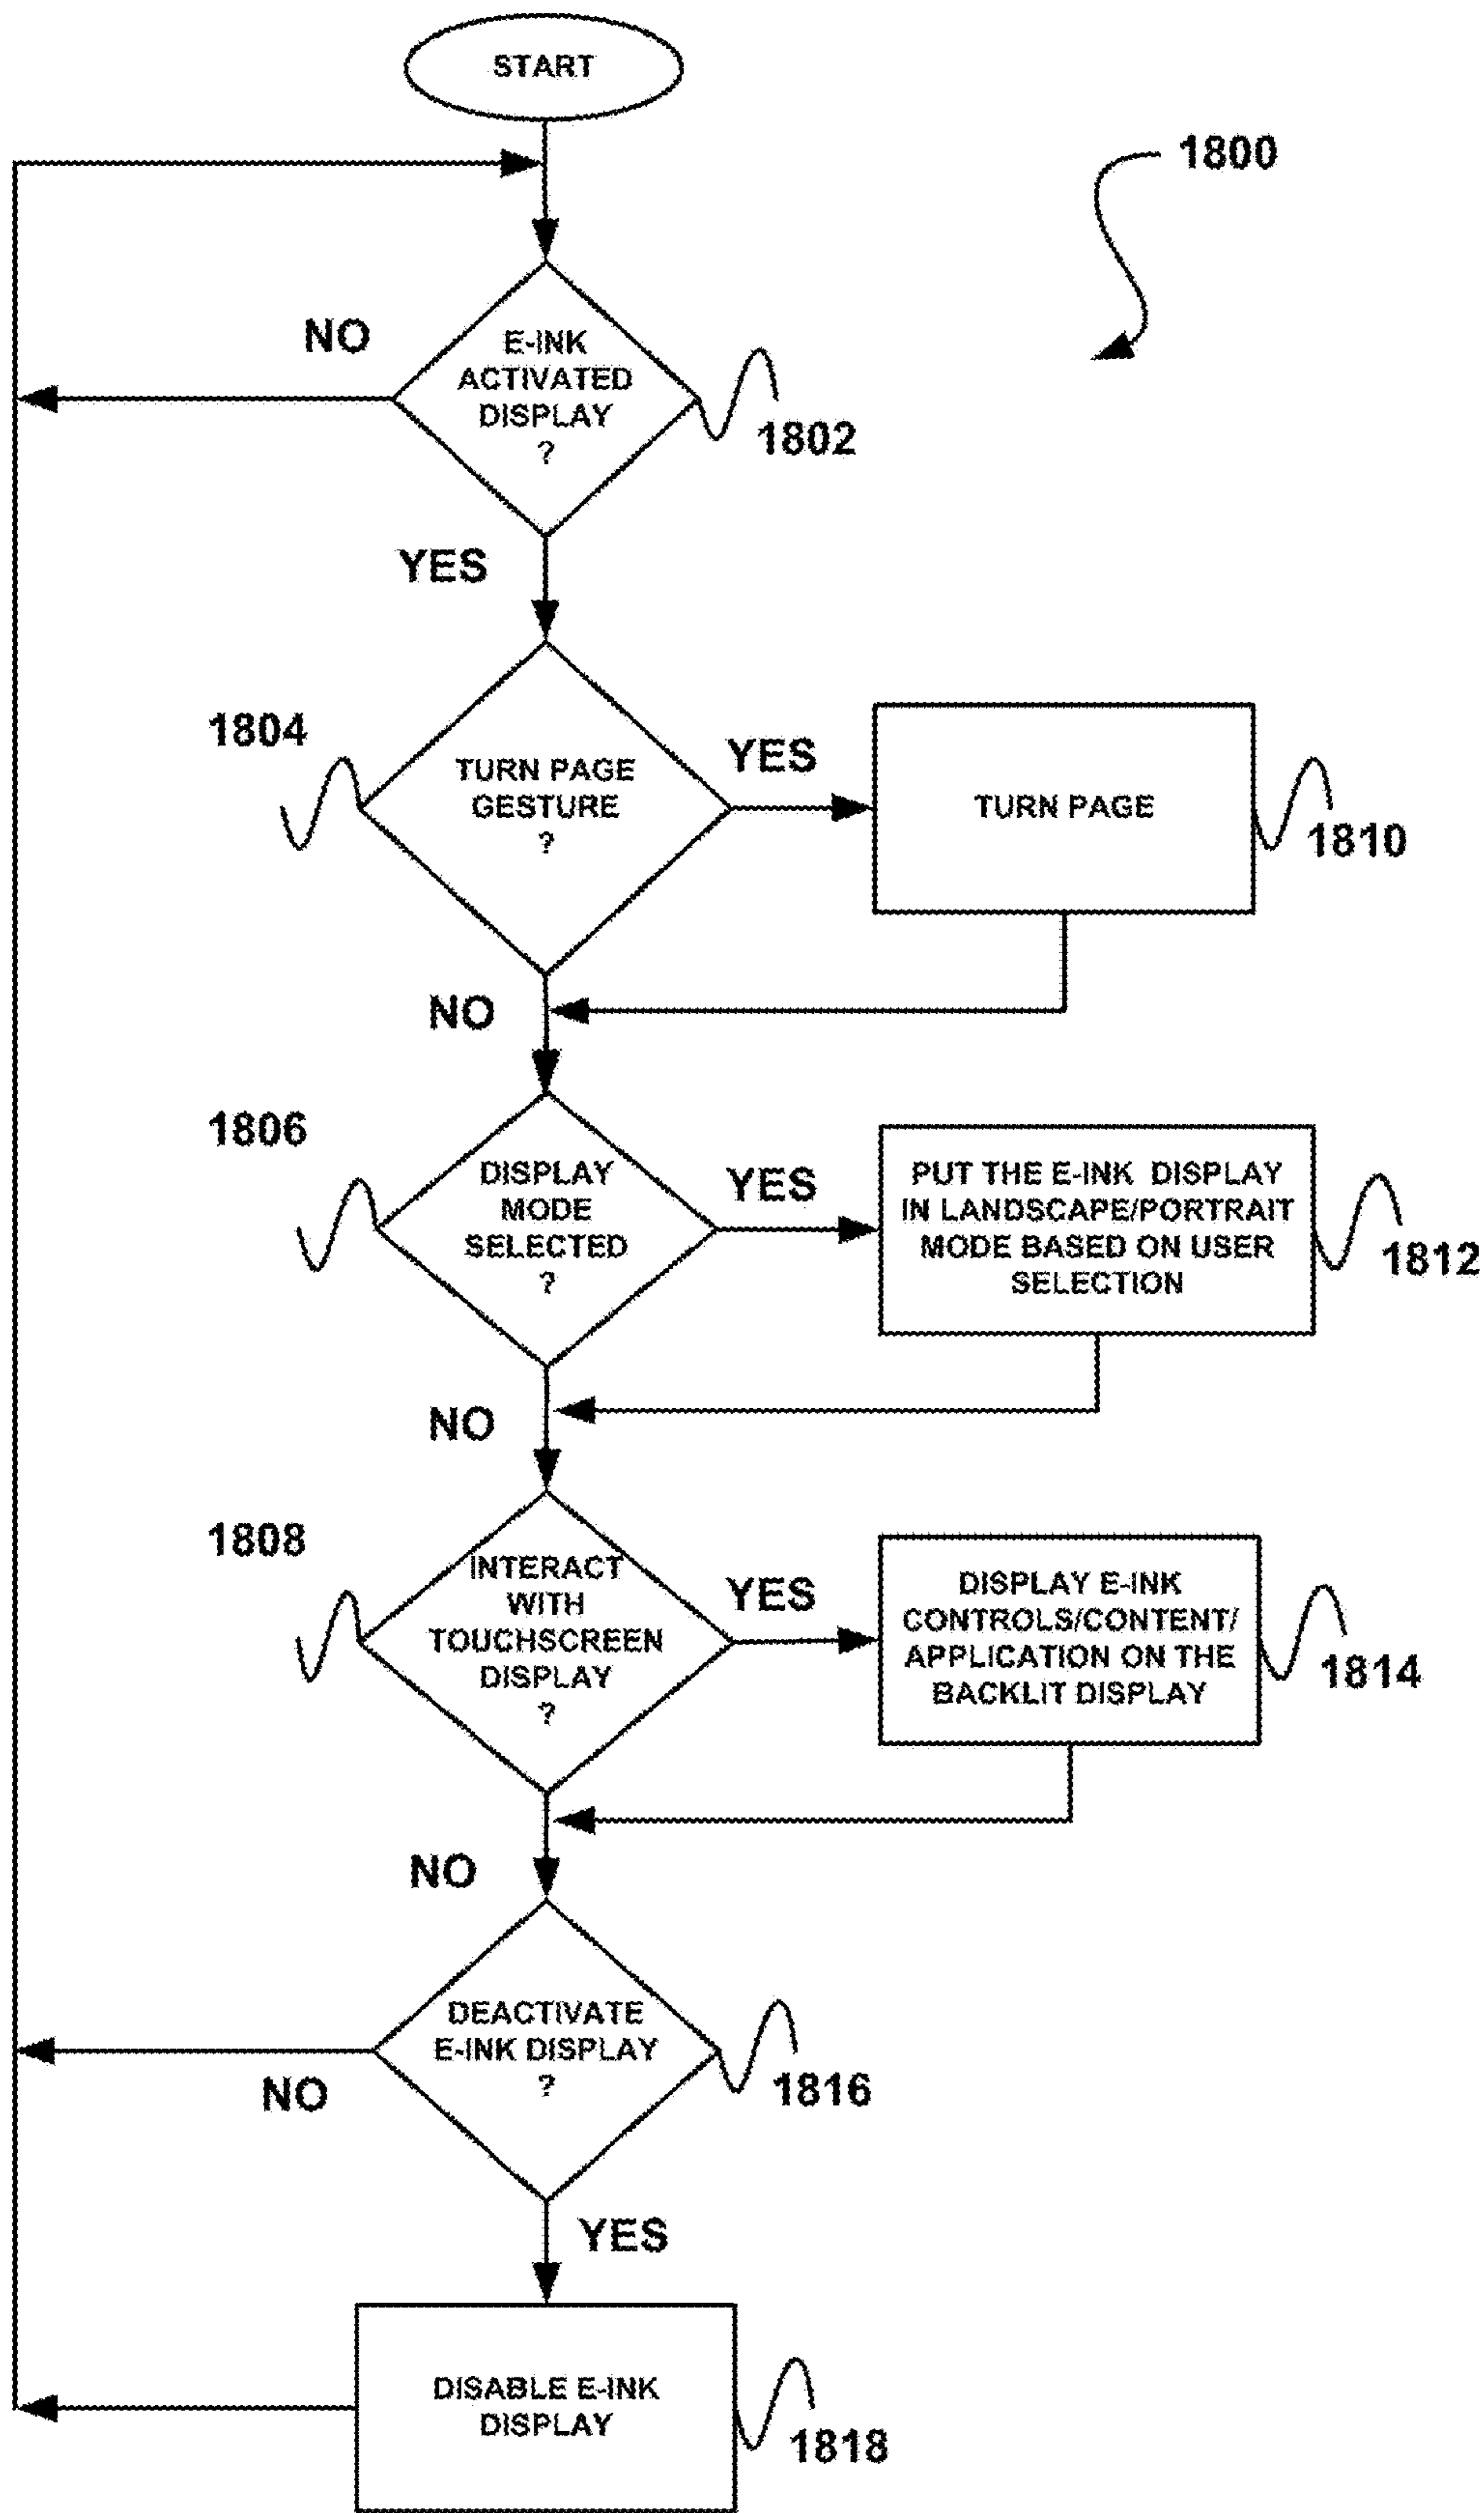 START
1800
NO
E-INK
ACTIVATED
DISPLAY
?
1802
YES
1804
TURN PAGE
GESTURE
?
YES
TURN PAGE
1810
NO
1806
DISPLAY
MODE
SELECTED
?
YES
PUT THE E-INK DISPLAY
IN LANDSCAPE/PORTRAIT
MODE BASED ON USER
SELECTION
1812
NO
1808
INTERACT
WITH
TOUCHSCREEN
DISPLAY
?
YES
DISPLAY E-INK
CONTROLS/CONTENT/
APPLICATION ON THE
BACKLIT DISPLAY
1814
NO
DEACTIVATE
E-INK DISPLAY
?
1816
NO
YES
DISABLE E-INK
DISPLAY
1818